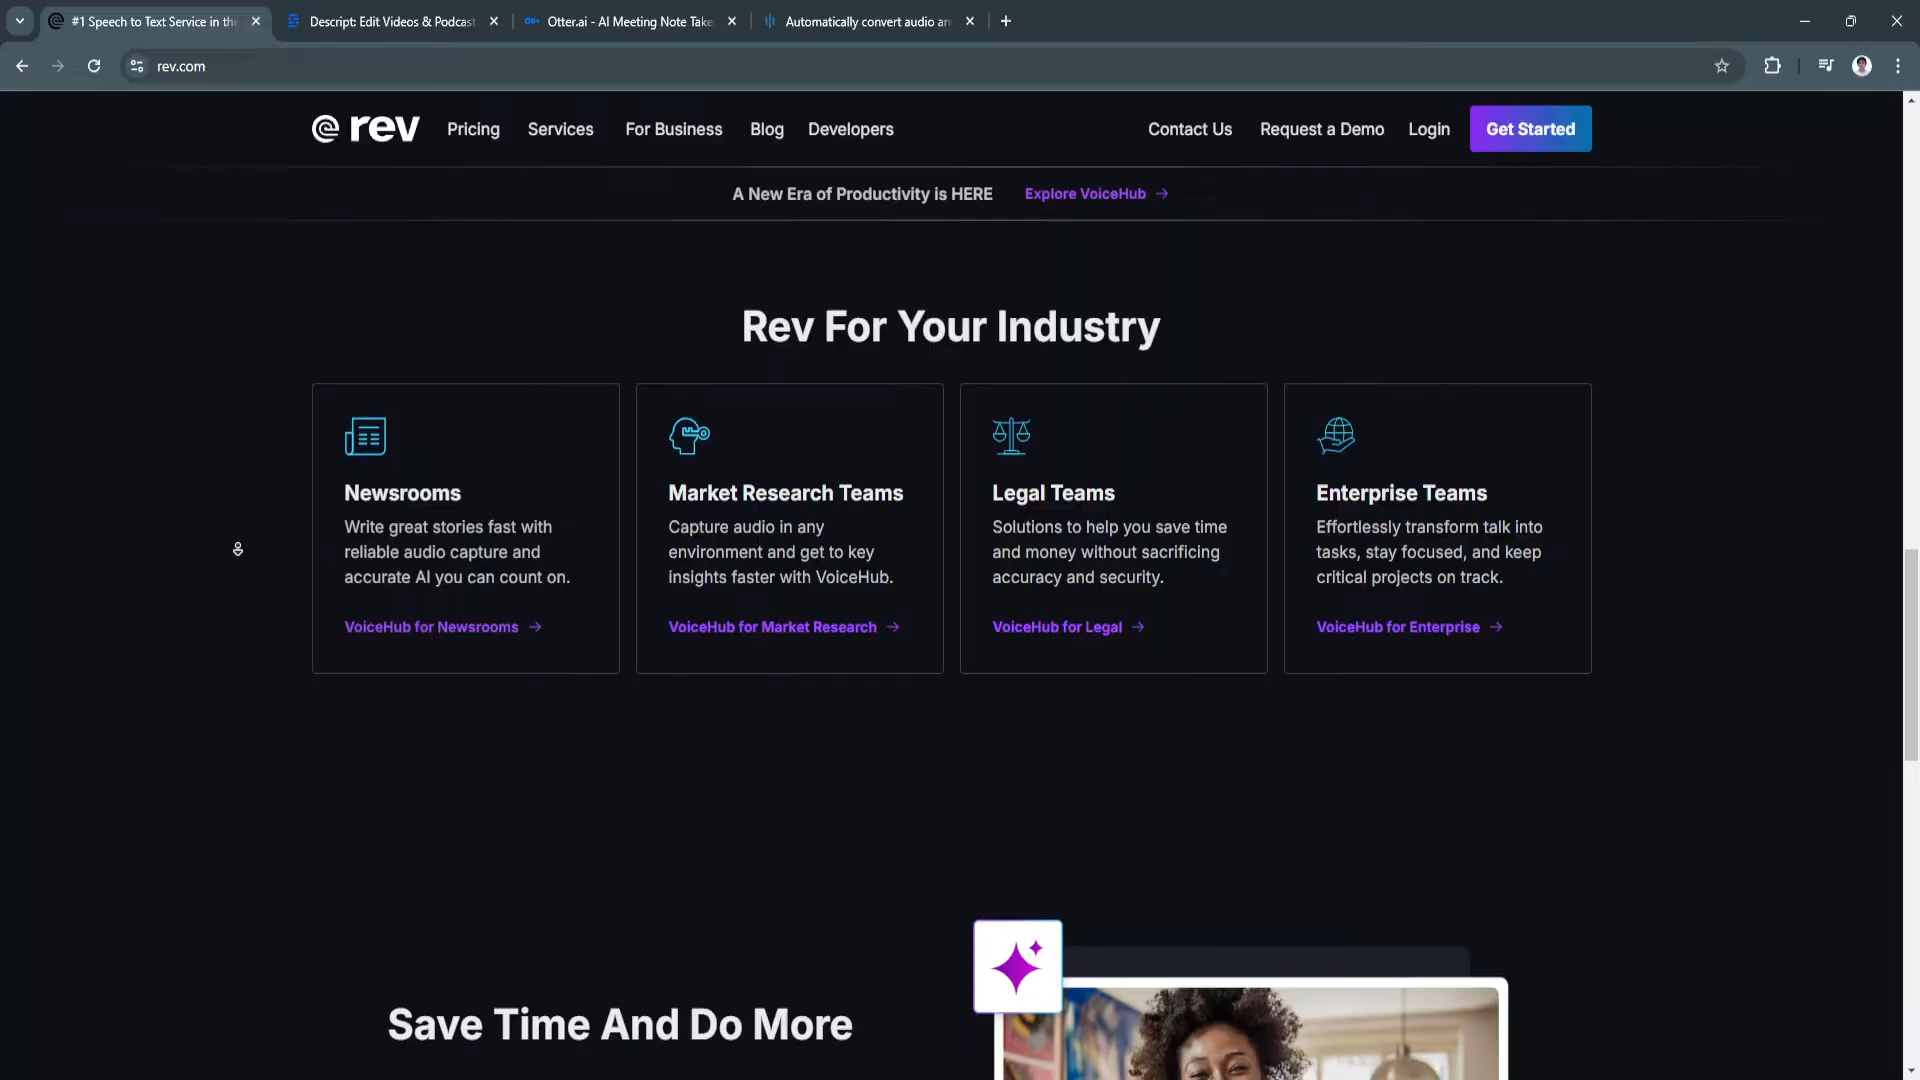 #1 Speech to Text Service in the
Descript: Edit Videos & Podcast
Otter.ai - AI Meeting Note Take
Automatically convert audio an
rev.com
rev
Pricing
Services
For Business
Blog
Developers
Contact Us
Request a Demo
Login
Get Started
A New Era of Productivity is HERE
Explore VoiceHub →
Rev For Your Industry
Newsrooms
Write great stories fast with
reliable audio capture and
accurate AI you can count on.
VoiceHub for Newsrooms →
Market Research Teams
Capture audio in any
environment and get to key
insights faster with VoiceHub.
VoiceHub for Market Research →
Legal Teams
Solutions to help you save time
and money without sacrificing
accuracy and security.
VoiceHub for Legal →
Enterprise Teams
Effortlessly transform talk into
tasks, stay focused, and keep
critical projects on track.
VoiceHub for Enterprise →
Save Time And Do More